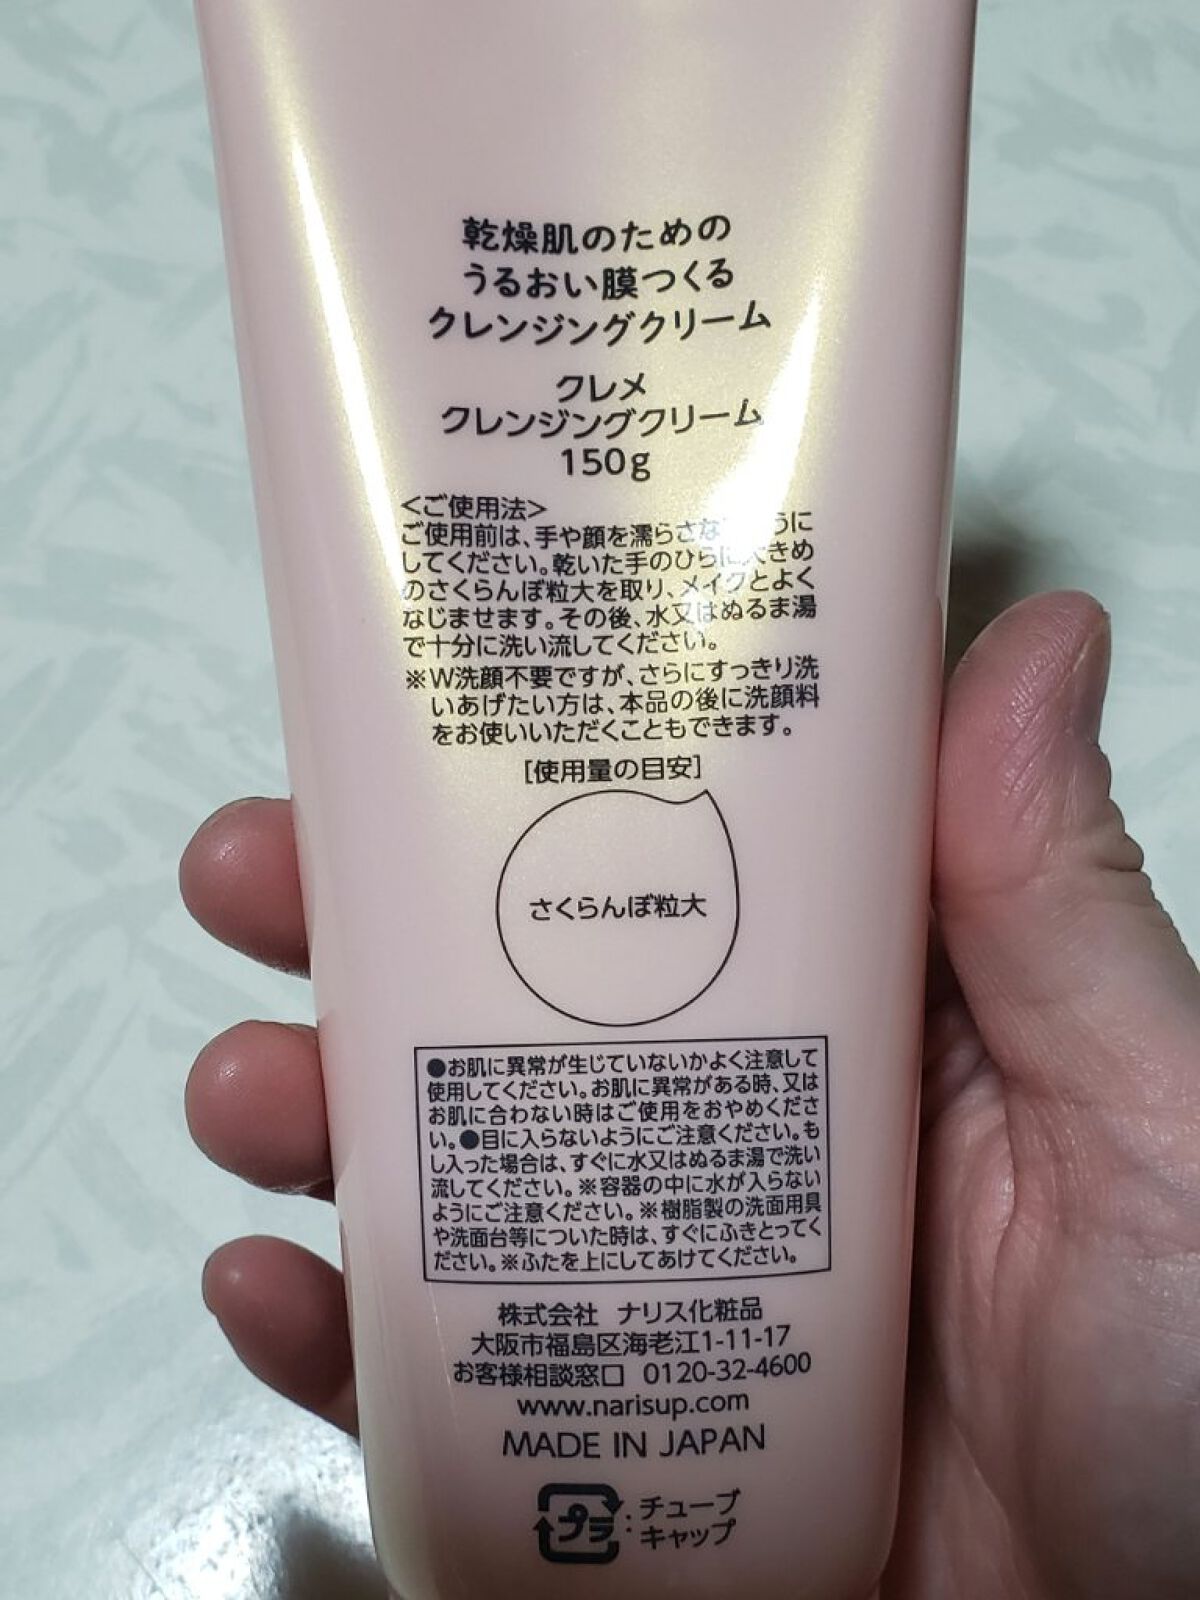 乾燥肌のための
うるおい膜つくる
クレンジングクリーム
クレメ
クレンジングクリーム
150g
<ご使用法>
ご使用前は、手や顔を濡らさな うに
してください。乾いた手のひらに大きめ
のさくらんぼ粒大を取り、メイクとよく
なじませます。その後、水又はぬるま湯
で十分に洗い流してください。
※W洗顔不要ですが、さらにすっきり洗
いあげたい方は、本品の後に洗顔料
をお使いいただくこともできます。
[使用量の目安]
さくらんぼ粒大
●お肌に異常が生じていないかよく注意して
使用してください。お肌に異常がある時、又は
お肌に合わない時はご使用をおやめくださ
い。●目に入らないようにご注意ください。も
し入った場合は、すぐに水又はぬるま湯で洗い
流してください。※容器の中に水が入らない
ようにご注意ください。※樹脂製の洗面用具
や洗面台等についた時は、すぐにふきとってく
ださい。※ふたを上にしてあけてください。
株式会社 ナリス化粧品
大阪市福島区海老江1-11-17
お客様相談窓口 0120-32-4600
www.narisup.com
MADE IN JAPAN
プラ : チューブ
キャップ